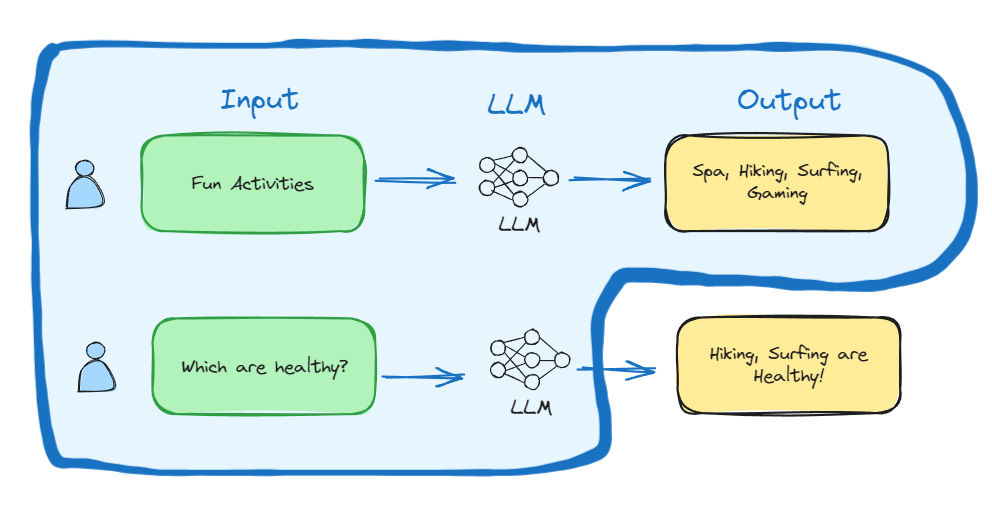 Input
LLM
Output
Fun Activities
LLM
Spa, Hiking, Surfing,
Gaming
Which are healthy?
LLM
Hiking, Surfing are
Healthy!